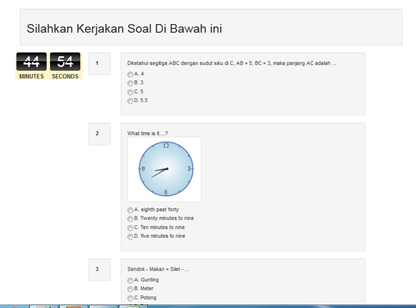 Silahkan Kerjakan Soal Di Bawah ini
44 54
MINUTES SECONDS
1
Diketahui segitiga ABC dengan sudut siku di C, AB = 5, BC = 3, maka panjang AC adalah ...
A. 4
B. 3
C. 5
D. 5.5
2
What time is it....?
12
9 3
6
A. eighth past forty
B. Twenty minutes to nine
C. Ten minutes to nine
D. five minutes to nine
3
Sendok - Makan = Silet - ...
A. Gunting
B. Meter
C. Potong